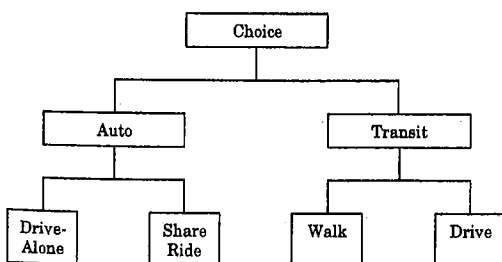 Choice
Auto
Transit
Drive-
Alone
Share
Ride
Walk
Drive